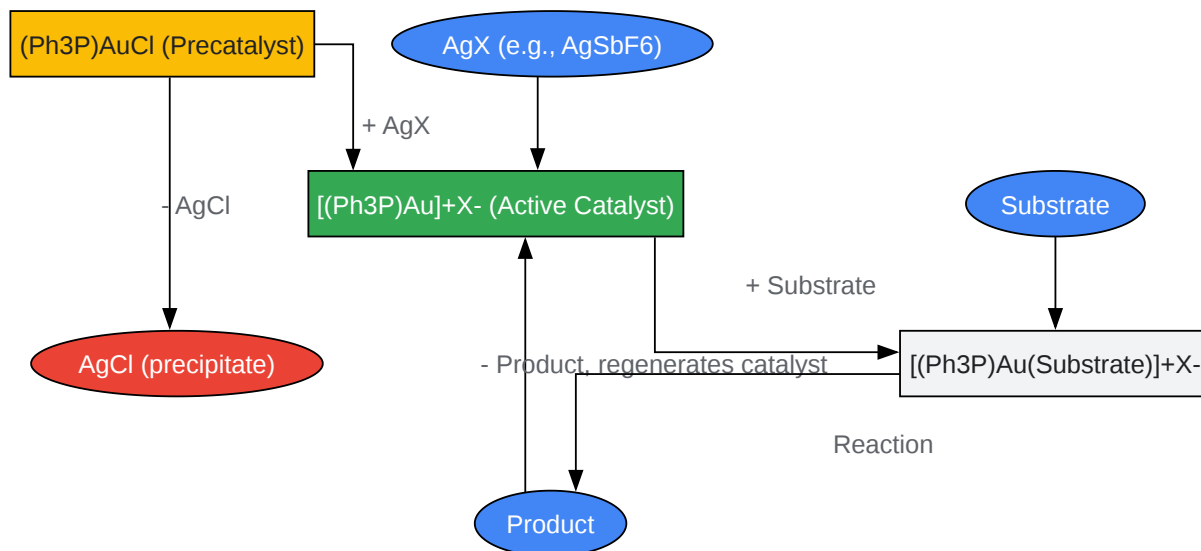 (Ph3P)AuCl (Precatalyst)
AgX (e.g., AgSbF6)
+ AgX
- AgCl
[(Ph3P)Au]+X- (Active Catalyst)
Substrate
+ Substrate
AgCl (precipitate)
- Product, regenerates catalyst
[(Ph3P)Au(Substrate)]+X-
Reaction
Product